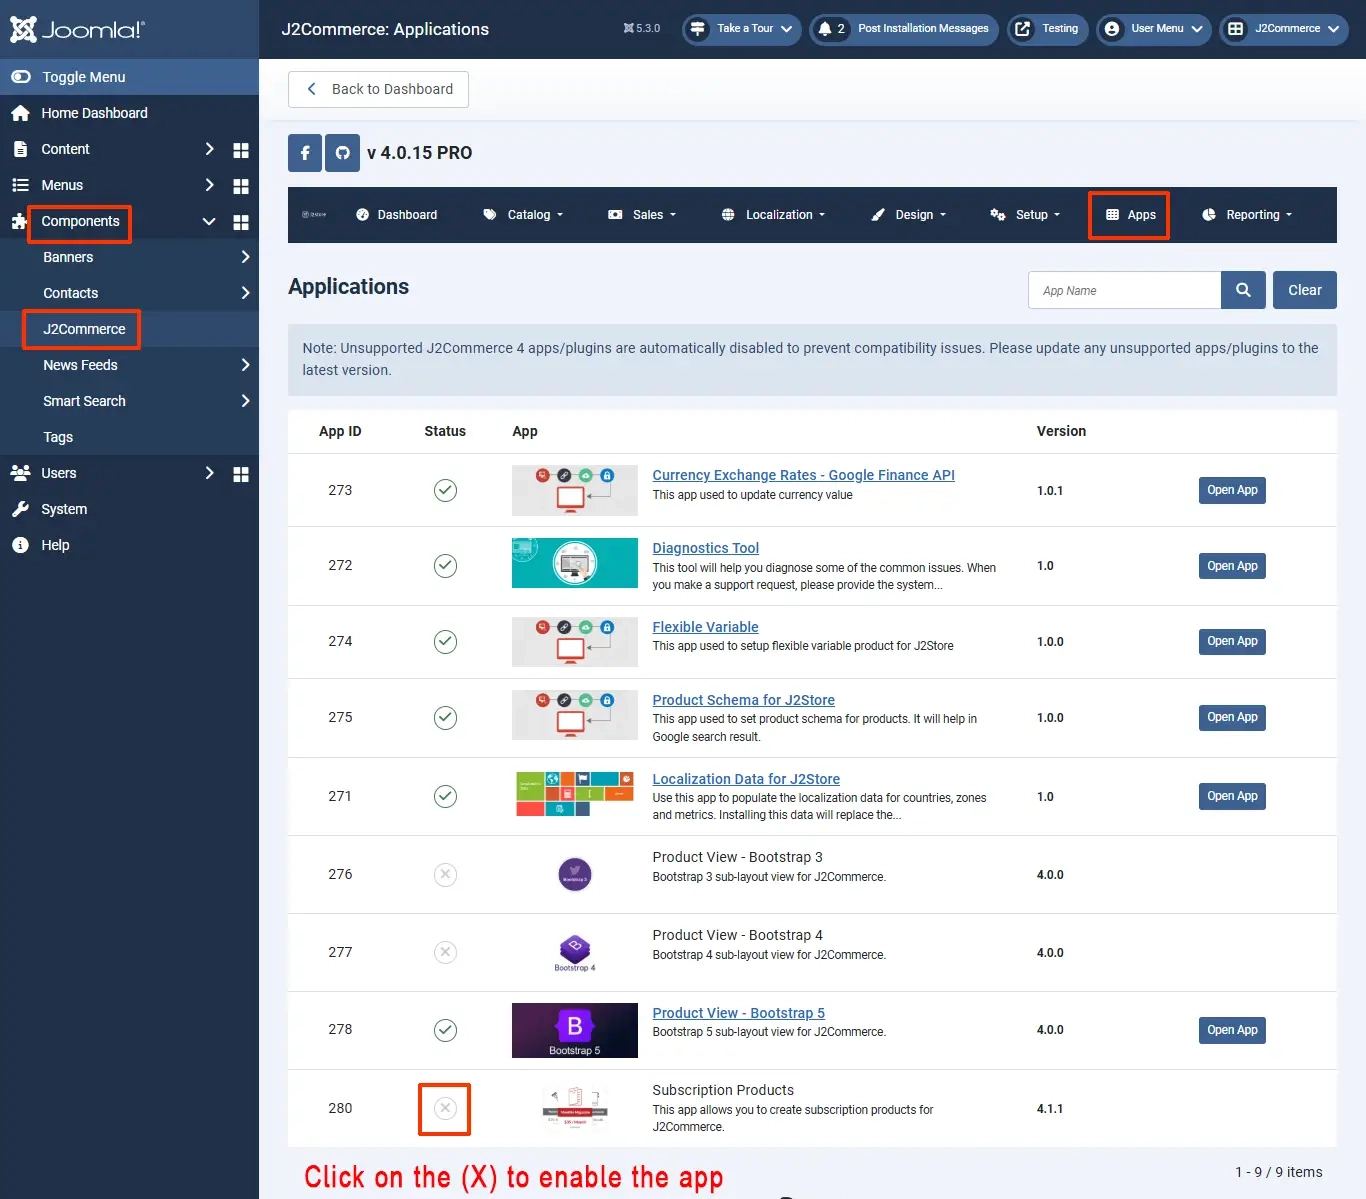 Joomla!
J2Commerce: Applications
5.3.0
Take a Tour
2
Post Installation Messages
Testing
User Menu
J2Commerce
Toggle Menu
Home Dashboard
Content
Menus
Components
Banners
Contacts
J2Commerce
News Feeds
Smart Search
Tags
Users
System
Help
Back to Dashboard
v 4.0.15 PRO
Dashboard
Catalog
Sales
Localization
Design
Setup
Apps
Reporting
Applications
App Name
Clear
Note: Unsupported J2Commerce 4 apps/plugins are automatically disabled to prevent compatibility issues. Please update any unsupported apps/plugins to the
latest version.
App ID Status App Version
273
Currency Exchange Rates - Google Finance API
This app used to update currency value
1.0.1
Open App
272
Diagnostics Tool
This tool will help you diagnose some of the common issues. When
you make a support request, please provide the system...
1.0
Open App
274
Flexible Variable
This app used to setup flexible variable product for J2Store
1.0.0
Open App
275
Product Schema for J2Store
This app used to set product schema for products. It will help in
Google search result.
1.0.0
Open App
271
Localization Data for J2Store
Use this app to populate the localization data for countries, zones
and metrics. Installing this data will replace the...
1.0
Open App
276
Bootstrap 3
Product View - Bootstrap 3
Bootstrap 3 sub-layout view for J2Commerce.
4.0.0
277
Bootstrap 4
Product View - Bootstrap 4
Bootstrap 4 sub-layout view for J2Commerce.
4.0.0
278
B
Bootstrap 5
Product View - Bootstrap 5
Bootstrap 5 sub-layout view for J2Commerce.
4.0.0
Open App
280
Subscription Products
This app allows you to create subscription products for
J2Commerce.
4.1.1
Click on the (X) to enable the app
1 - 9 / 9 items